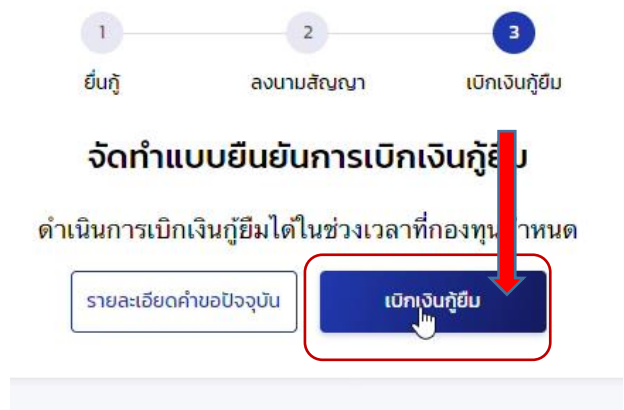 1 2 3
ยื่นกู้ ลงนามสัญญา เบิกเงินกู้ยืม
จัดทำแบบยืนยันการเบิกเงินกู้ยืม
ดำเนินการเบิกเงินกู้ยืมได้ในช่วงเวลาที่กองทุนกำหนด
รายละเอียดคำขอปัจจุบัน เบิกเงินกู้ยืม